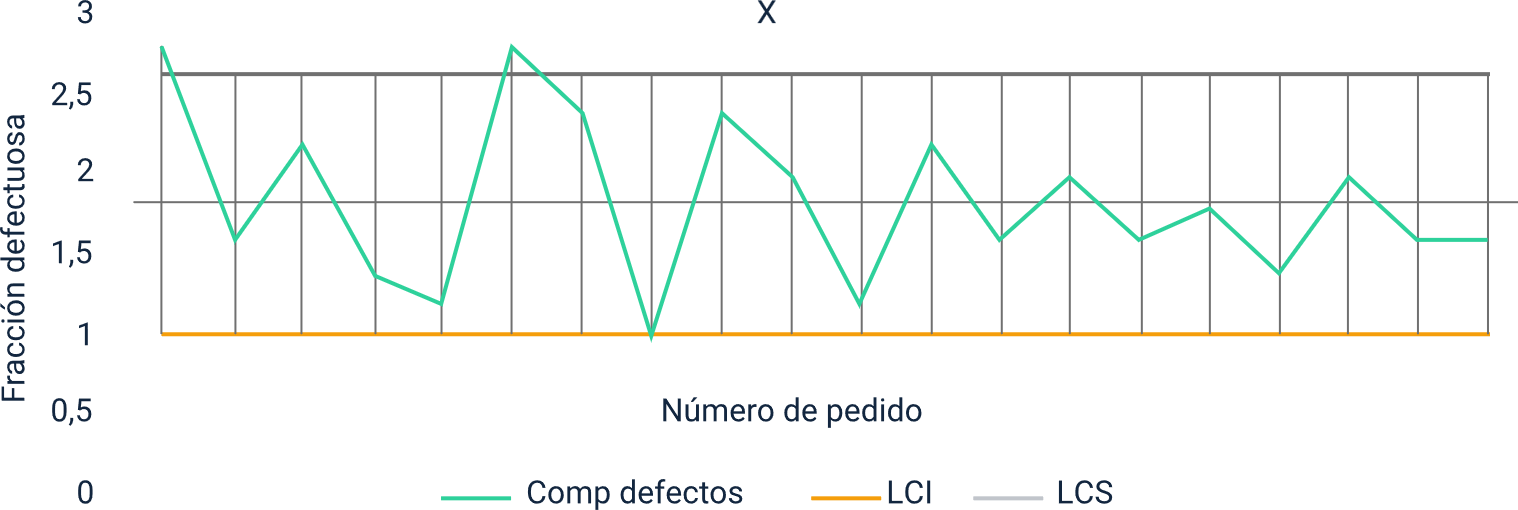 X
Fracción defectuosa
3
2,5
2
1,5
1
0,5
0
Número de pedido
Comp defectos
LCI
LCS